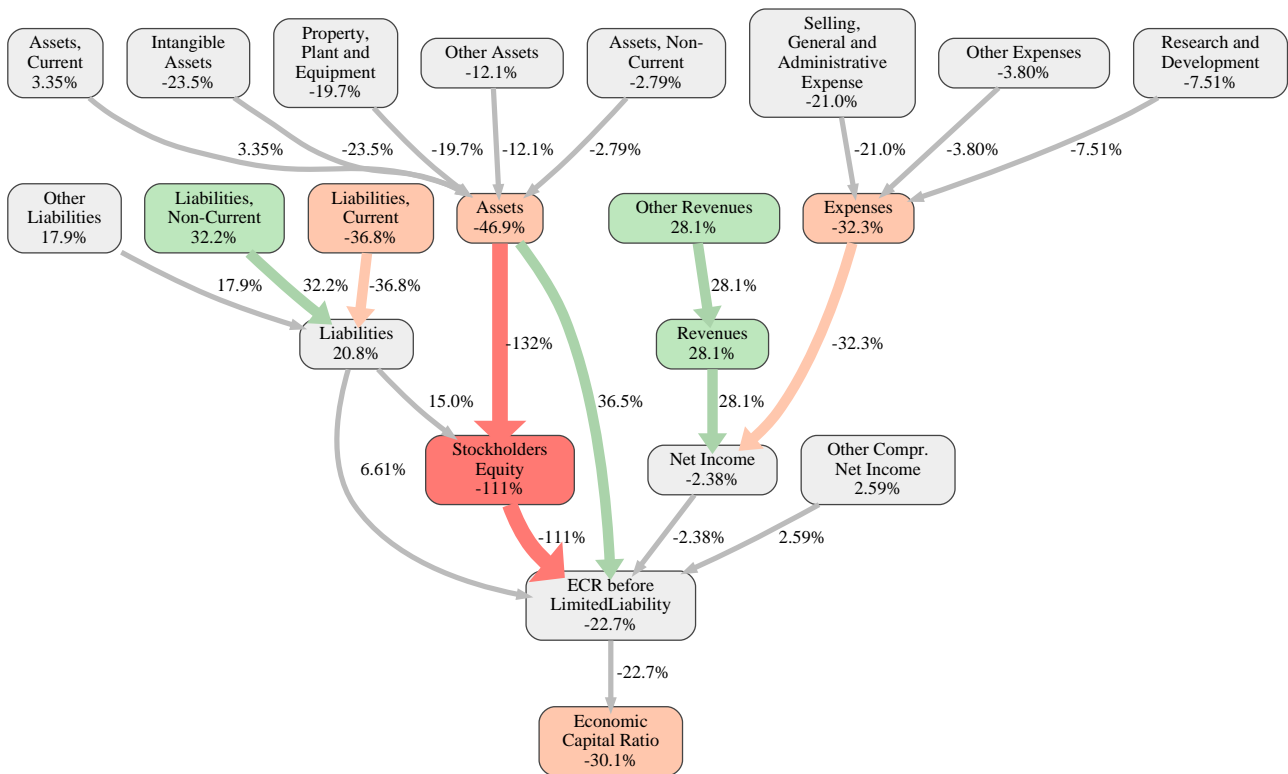 Assets,
Current
3.35%
Intangible
Assets
-23.5%
Property,
Plant and
Equipment
-19.7%
Other Assets
-12.1%
Assets, Non-
Current
-2.79%
Selling,
General and
Administrative
Expense
-21.0%
Other Expenses
-3.80%
Research and
Development
-7.51%
3.35%
-23.5%
-19.7%
-12.1%
-2.79%
-21.0%
-3.80%
-7.51%
Other
Liabilities
17.9%
Liabilities,
Non-Current
32.2%
Liabilities,
Current
-36.8%
Assets
-46.9%
Other Revenues
28.1%
Expenses
-32.3%
17.9%
32.2%
-36.8%
28.1%
Liabilities
20.8%
-132%
Revenues
28.1%
-32.3%
15.0%
36.5%
28.1%
6.61%
Stockholders
Equity
-111%
Net Income
-2.38%
Other Compr.
Net Income
2.59%
-111%
-2.38%
2.59%
ECR before
LimitedLiability
-22.7%
-22.7%
Economic
Capital Ratio
-30.1%